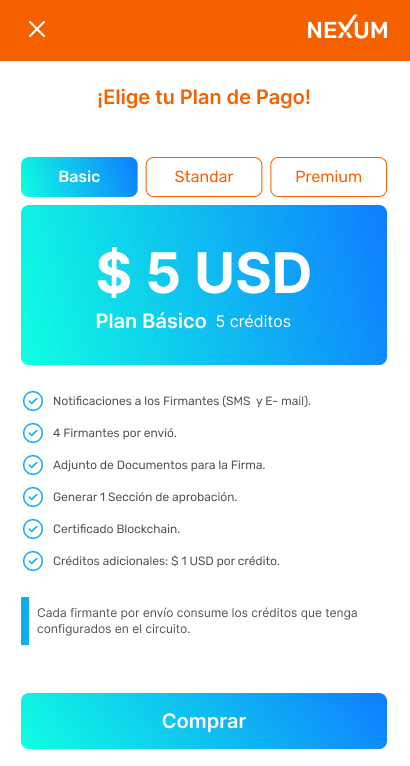 NEXUM
¡Elige tu Plan de Pago!
Basic
Standar
Premium
$ 5 USD
Plan Básico 5 créditos
Notificaciones a los Firmantes (SMS y E- mail).
4 Firmantes por envió.
Adjunto de Documentos para la Firma.
Generar 1 Sección de aprobación.
Certificado Blockchain.
Créditos adicionales: $ 1 USD por crédito.
Cada firmante por envío consume los créditos que tenga
configurados en el circuito.
Comprar